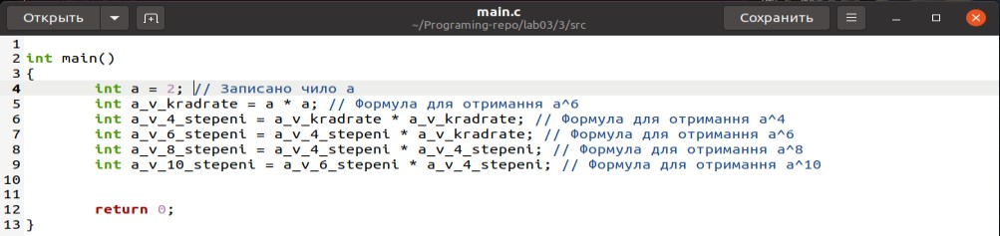 Открыть
main.c
~/Programing-repo/lab03/3/src
Сохранить
1
2 int main()
3 {
4 int a = 2; // Записано чило a
5 int a_v_kradrate = a * a; // Формула для отримання a^6
6 int a_v_4_stepeni = a_v_kradrate * a_v_kradrate; // Формула для отримання a^4
7 int a_v_6_stepeni = a_v_4_stepeni * a_v_kradrate; // Формула для отримання a^6
8 int a_v_8_stepeni = a_v_4_stepeni * a_v_4_stepeni; // Формула для отримання a^8
9 int a_v_10_stepeni = a_v_6_stepeni * a_v_4_stepeni; // Формула для отримання a^10
10
11
12 return 0;
13 }